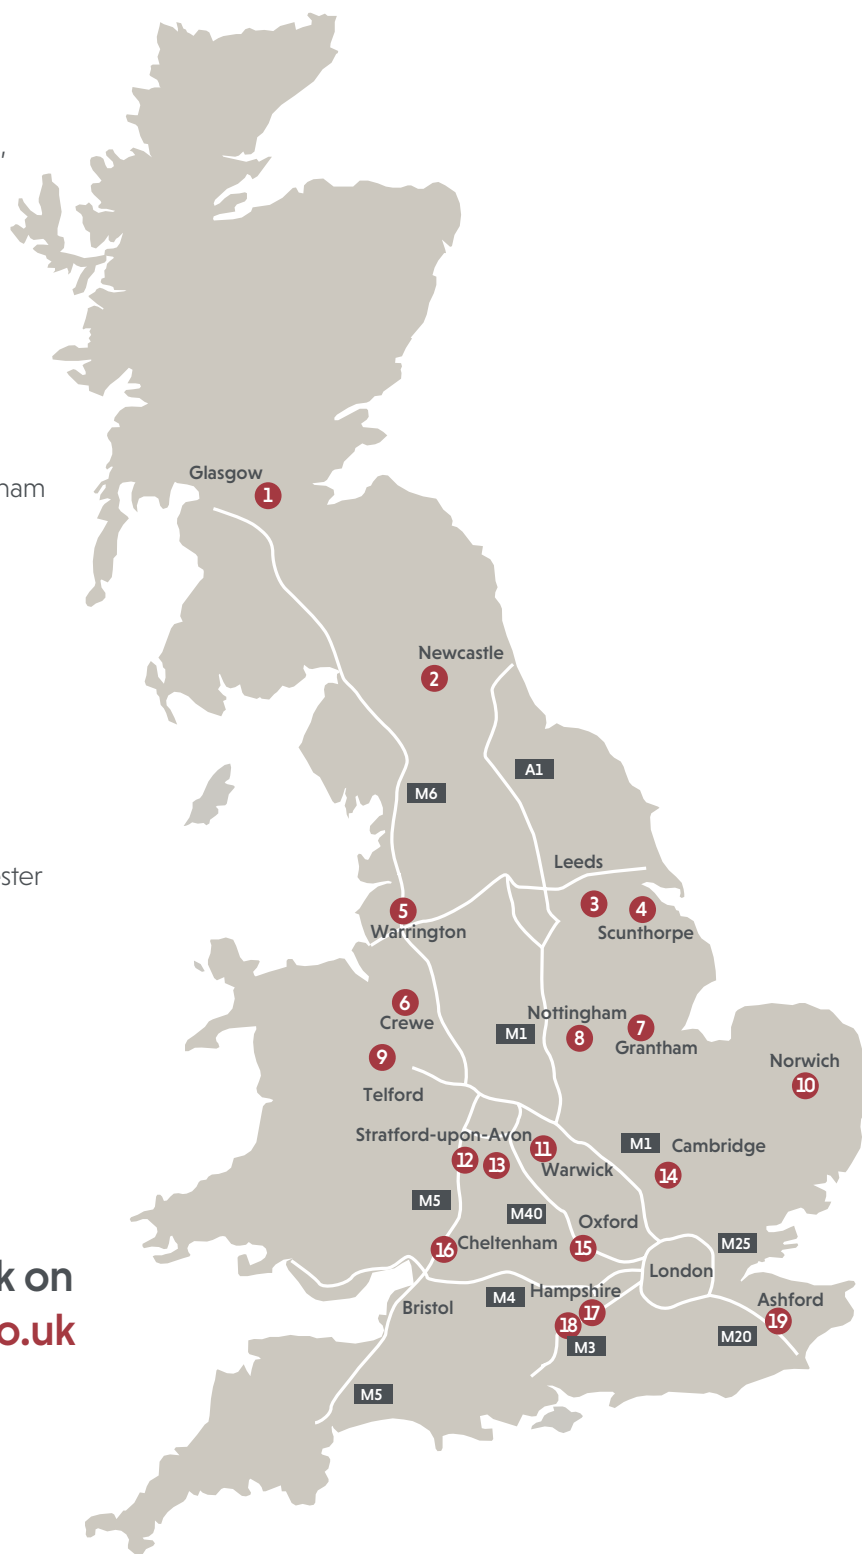 ,
Glasgow
1
ham
Newcastle
2
A1
M6
Leeds
ster
3
4
5
Warrington
Scunthorpe
6
Crewe
Nottingham
7
M1
8
Grantham
9
Norwich
10
Telford
Stratford-upon-Avon
M1
Cambridge
11
12
13
Warwick
14
M5
M40
Oxford
M25
16
Cheltenham
15
London
k on
Hampshire
M4
Ashford
Bristol
17
18
19
o.uk
M20
M3
M5